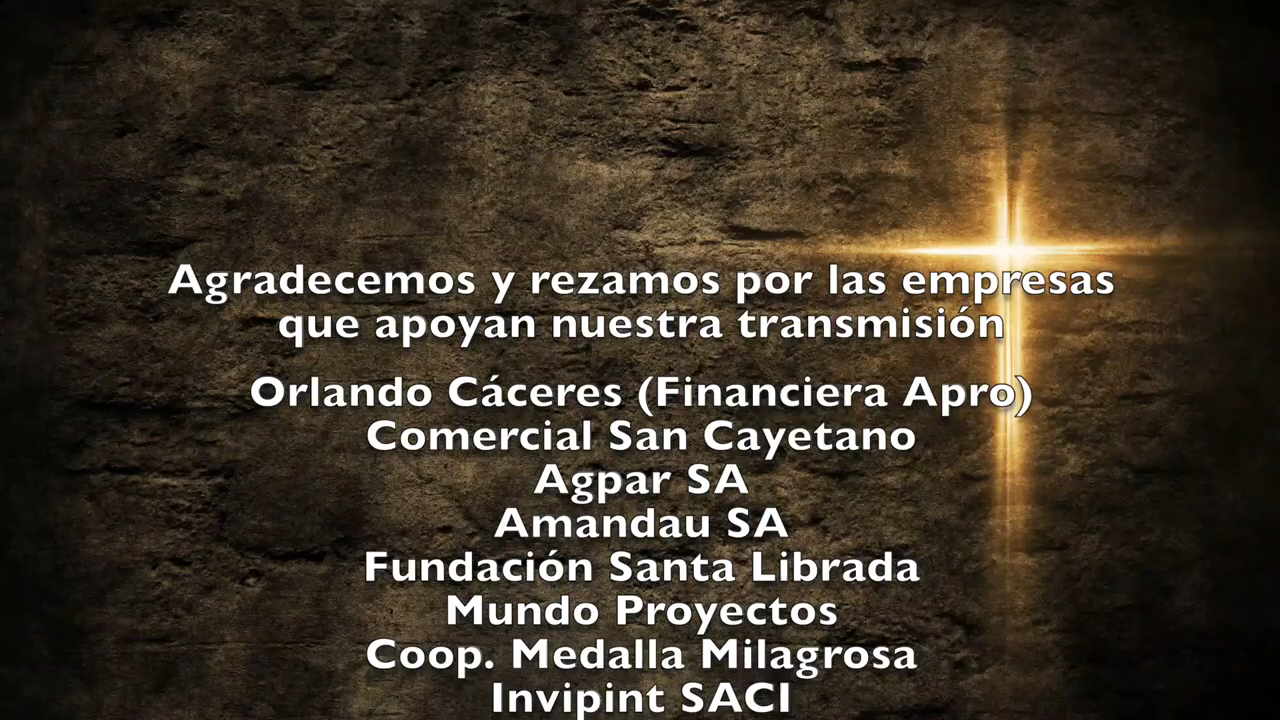 Agradecemos y rezamos por las empresas
que apoyan nuestra transmisión
Orlando Cáceres (Financiera Apro)
Comercial San Cayetano
Agpar SA
Amandau SA
Fundación Santa Librada
Mundo Proyectos
Coop. Medalla Milagrosa
Invipint SACI